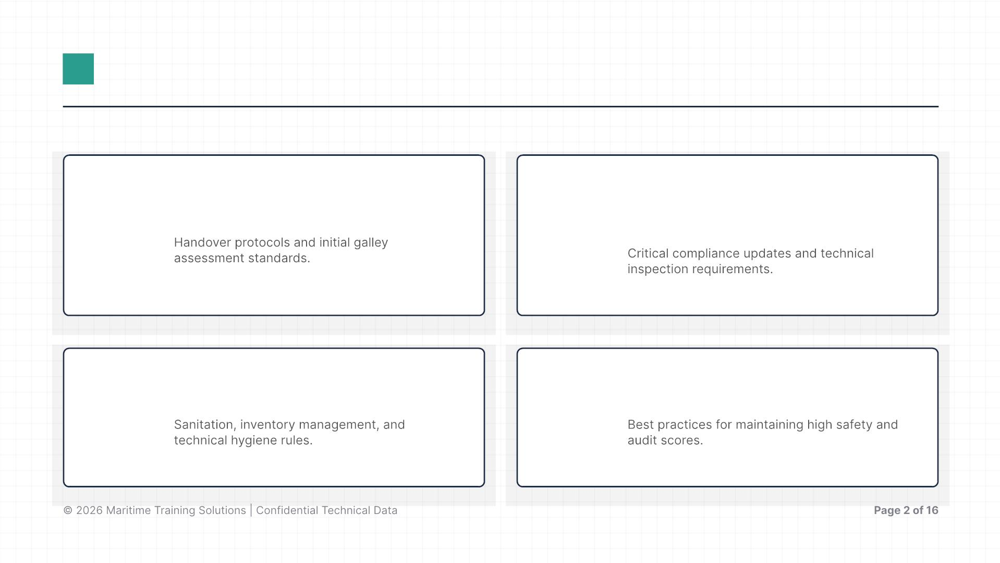 Handover protocols and initial galley
assessment standards.
Critical compliance updates and technical
inspection requirements.
Sanitation, inventory management, and
technical hygiene rules.
Best practices for maintaining high safety and
audit scores.
© 2026 Maritime Training Solutions | Confidential Technical Data
Page 2 of 16